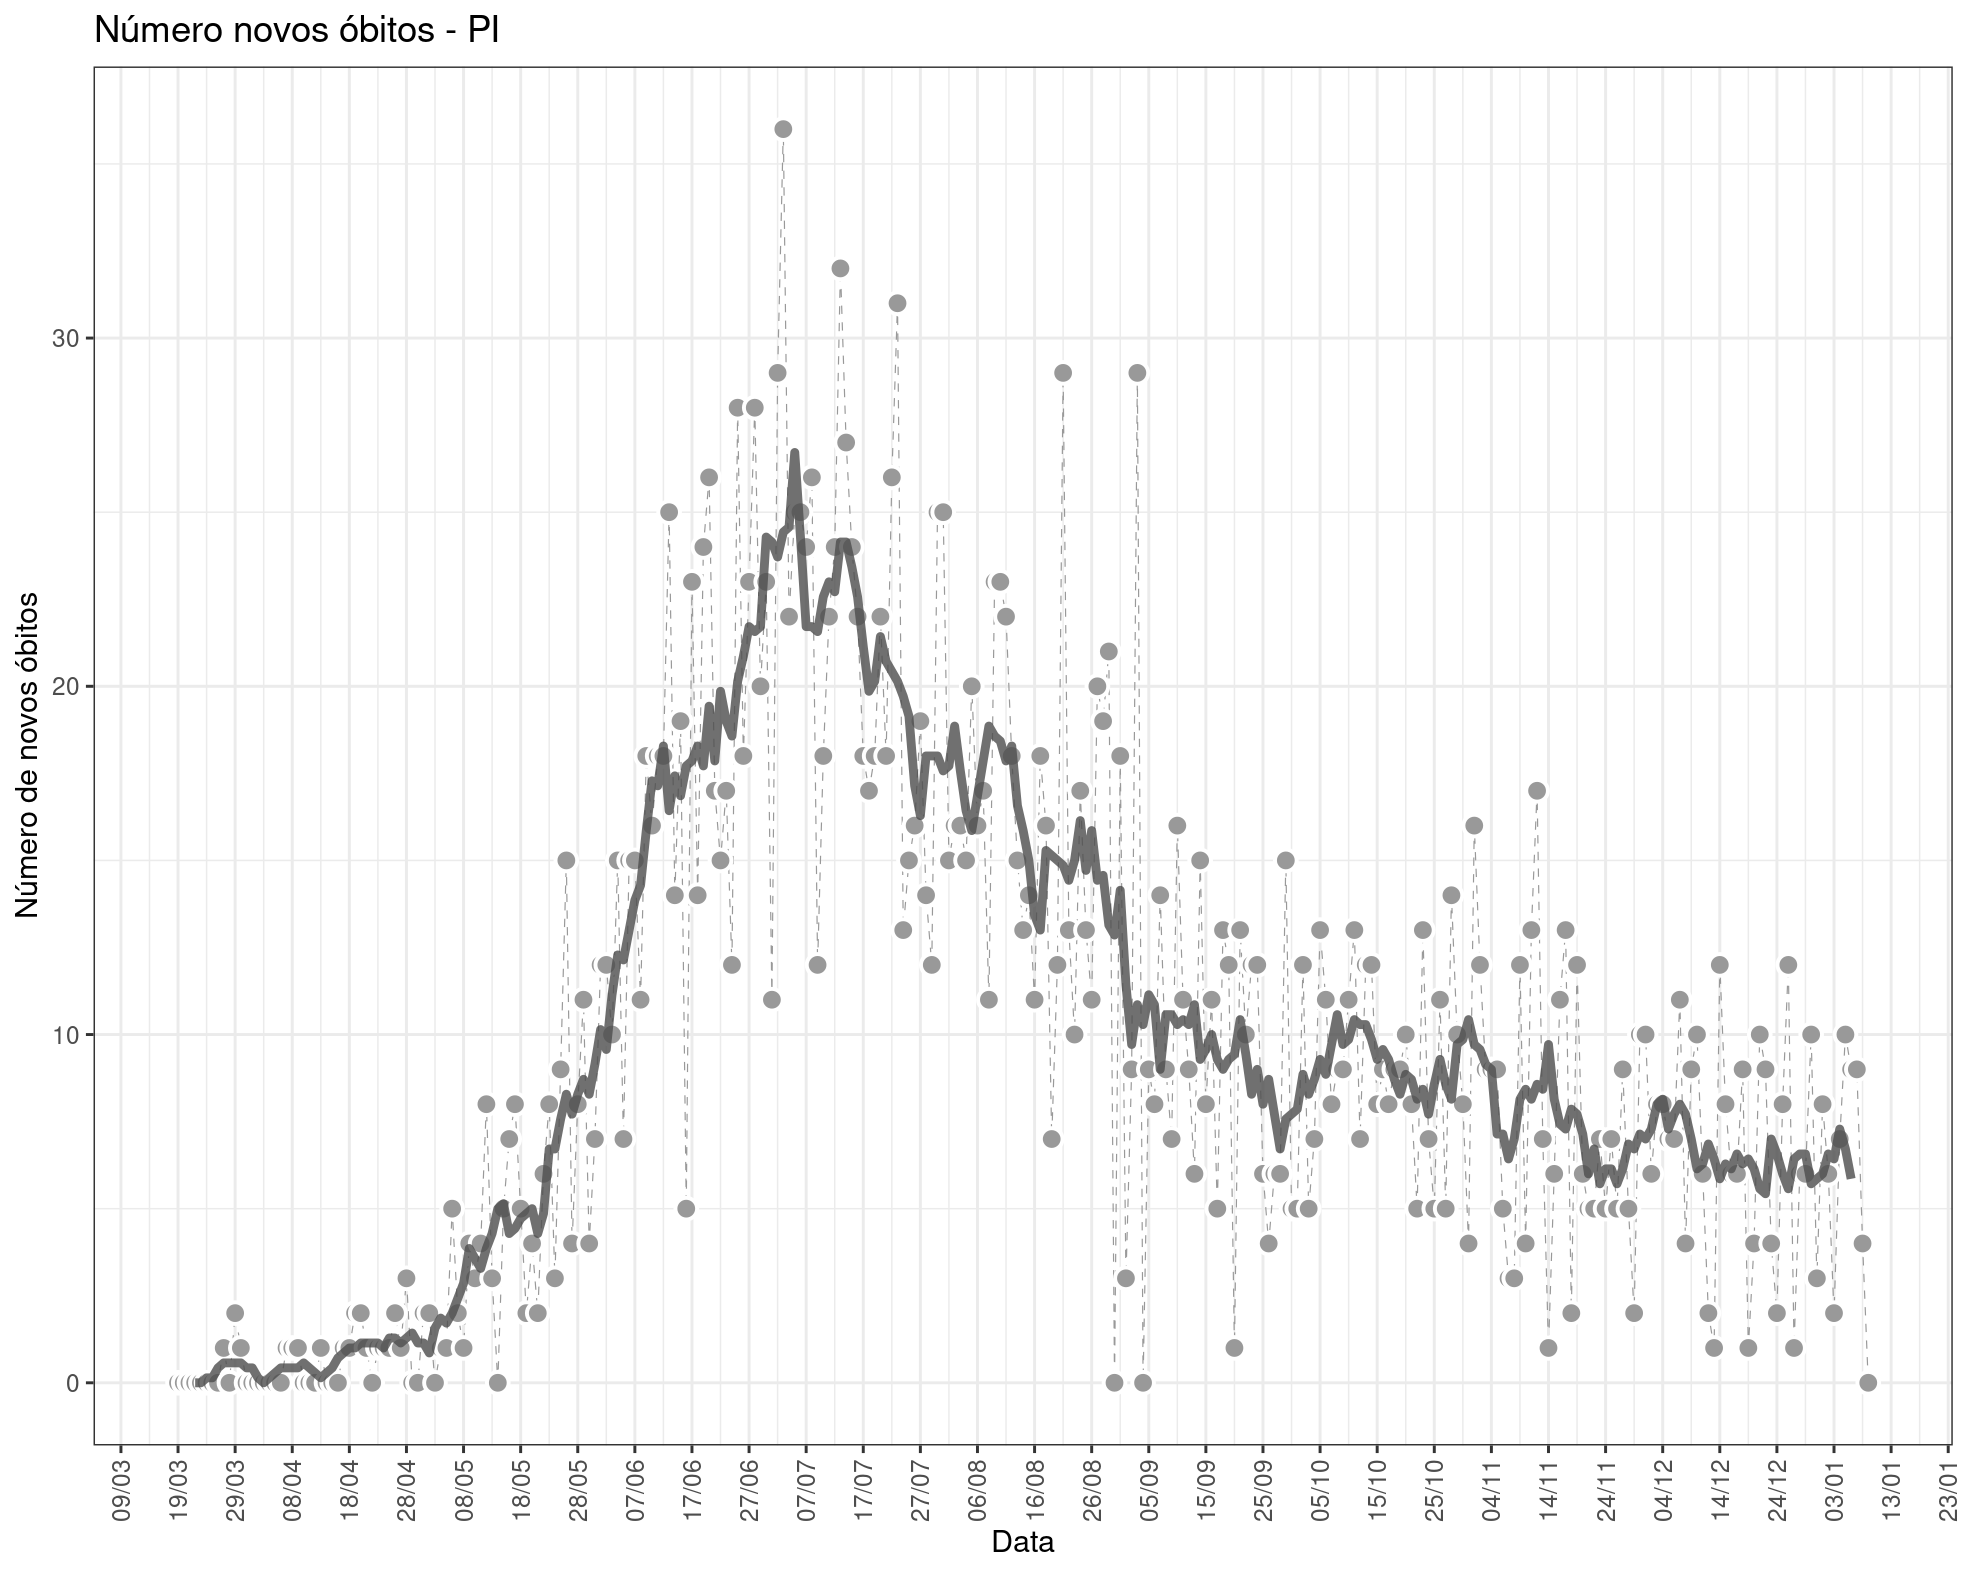 Número novos óbitos - PI
Número de novos óbitos
30
20
10
0
09/03 19/03 29/03 08/04 18/04 28/04 08/05 18/05 28/05 07/06 17/06 27/06 07/07 17/07 27/07 06/08 16/08 26/08 05/09 15/09 25/09 05/10 15/10 25/10 04/11 14/11 24/11 04/12 14/12 24/12 03/01 13/01 23/01
Data